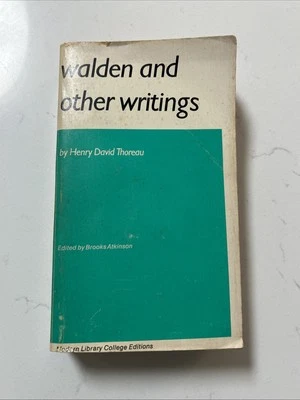 walden and
other writings
by Henry David Thoreau
Edited by Brooks Atkinson
Modern Library College Editions